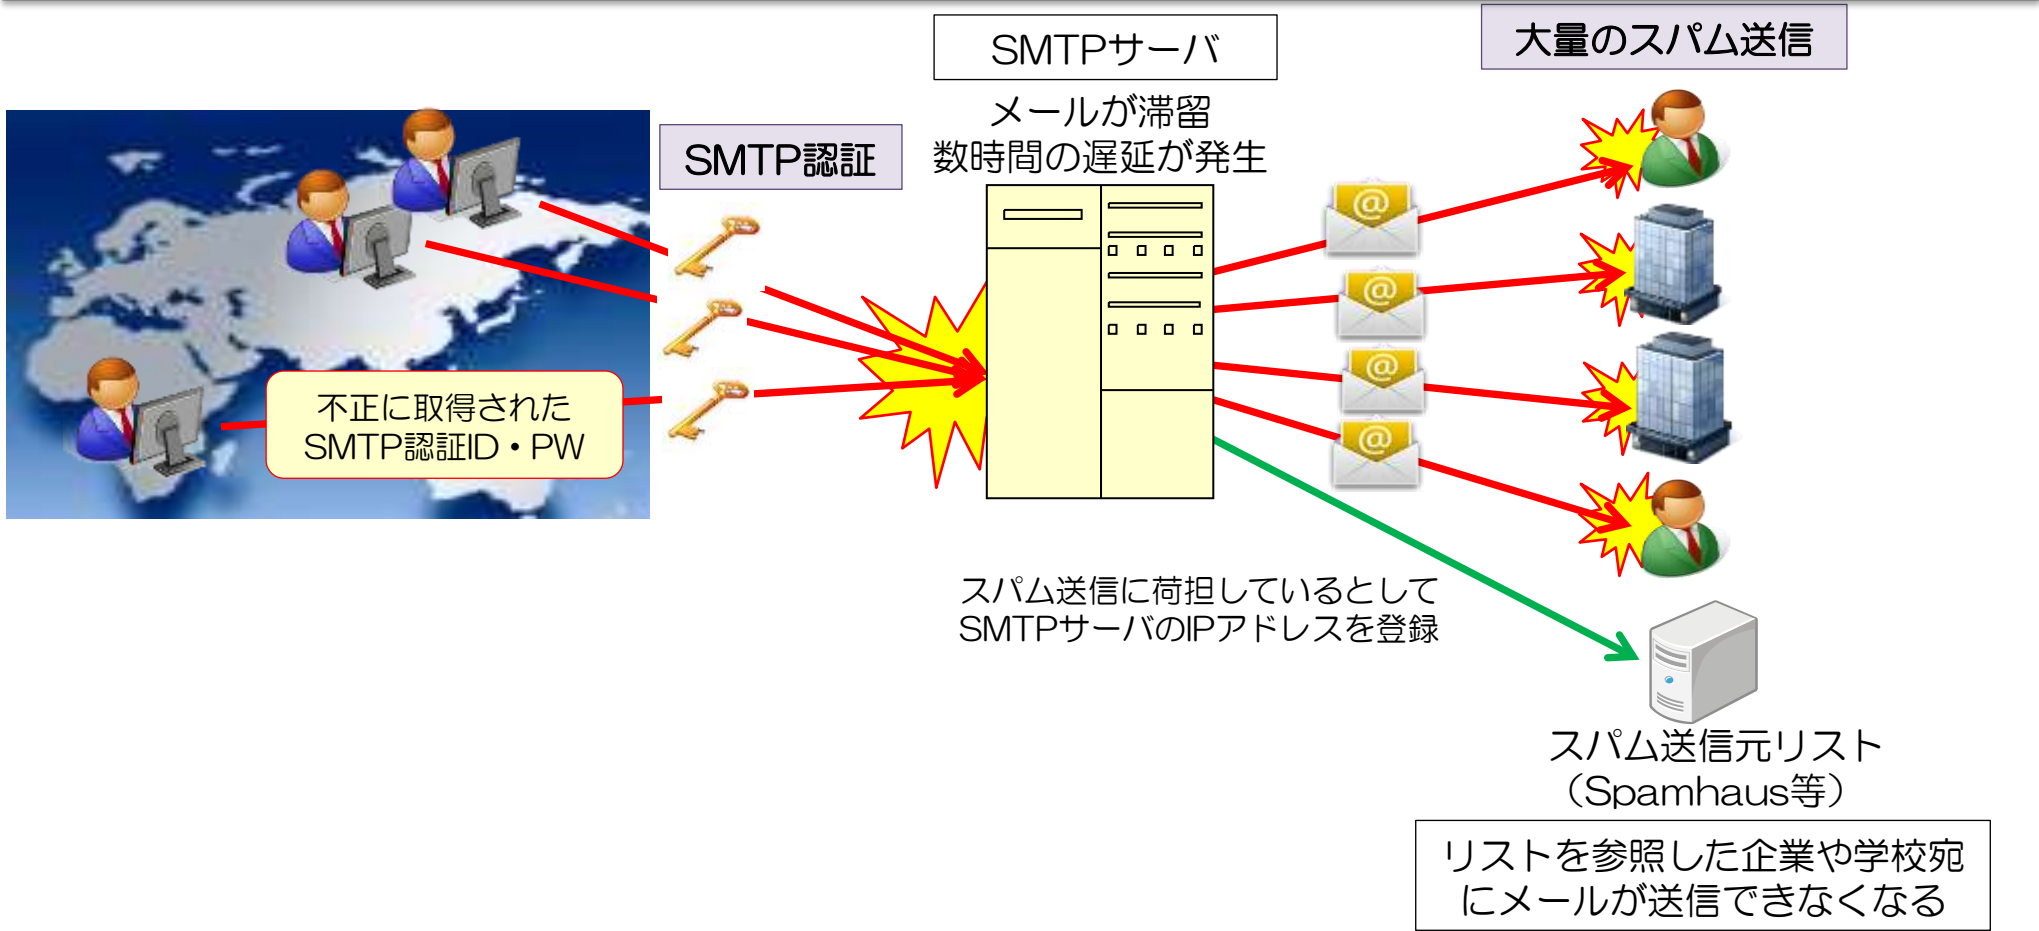 SMTPサーバ
大量のスパム送信
メールが滞留
数時間の遅延が発生
SMTP認証
不正に取得された
SMTP認証ID・PW
@
@
@
@
スパム送信に荷担しているとして
SMTPサーバのIPアドレスを登録
スパム送信元リスト
（Spamhaus等）
リストを参照した企業や学校宛
にメールが送信できなくなる